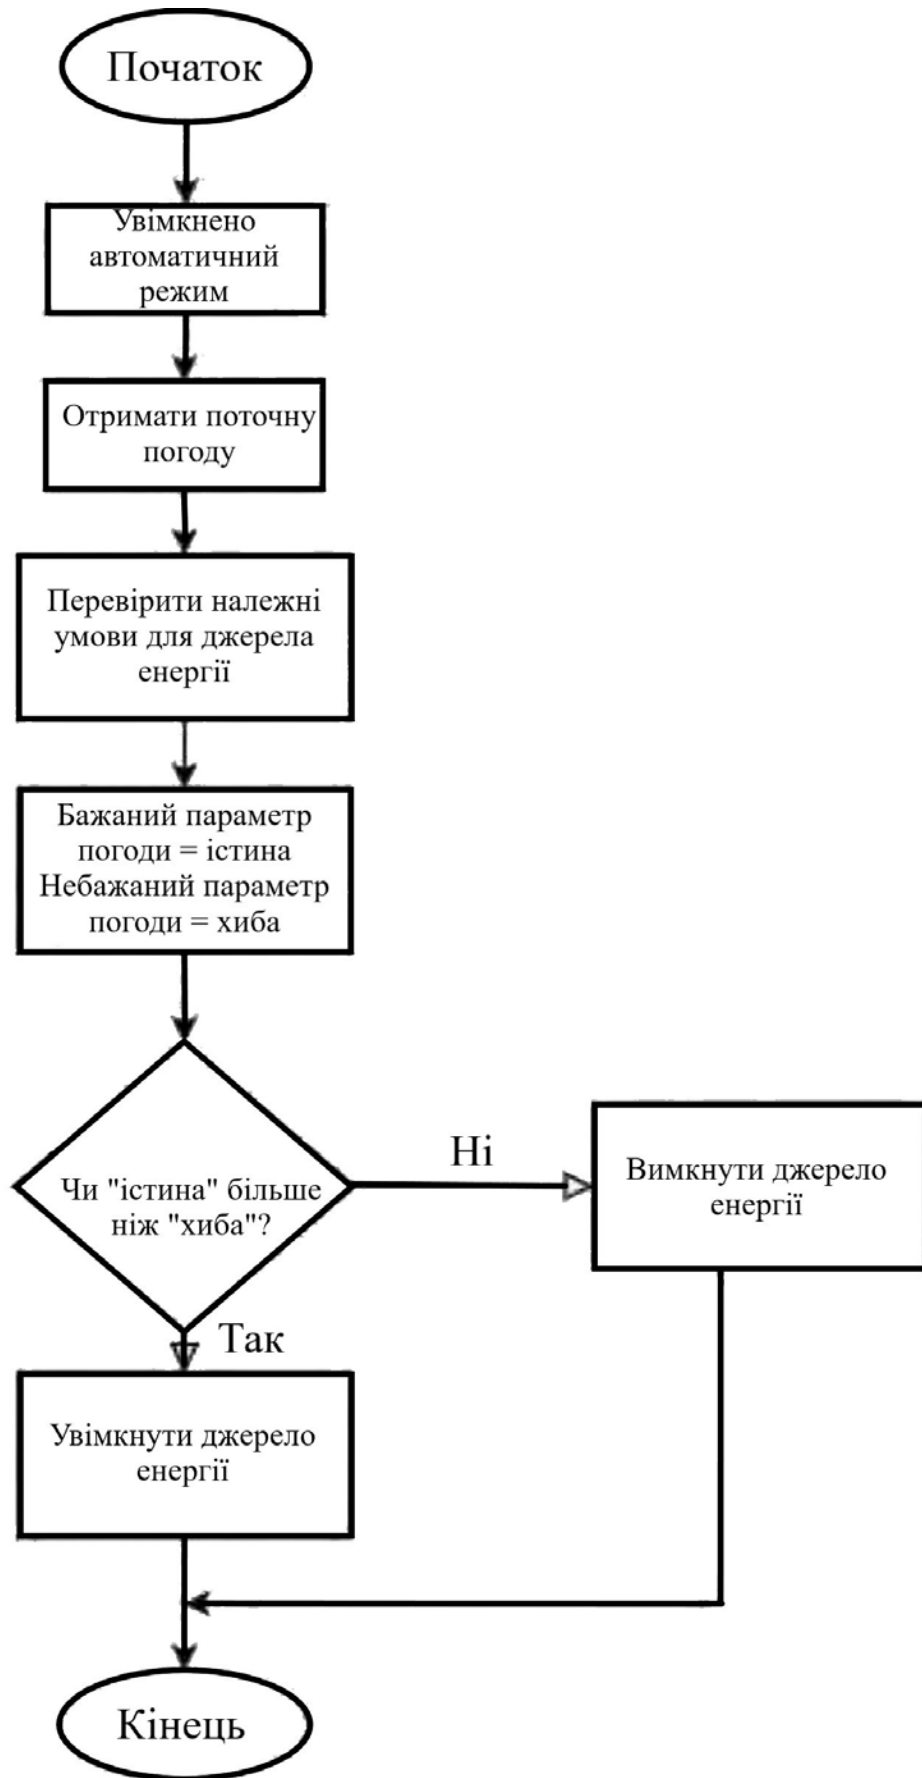 Початок
Увімкнено
автоматичний
режим
Отримати поточну
погоду
Перевірити належні
умови для джерела
енергії
Бажаний параметр
погоди = істина
Небажаний параметр
погоди = хиба
Чи "істина" більше
ніж "хиба"?
Ні
Вимкнути джерело
енергії
Так
Увімкнути джерело
енергії
Кінець